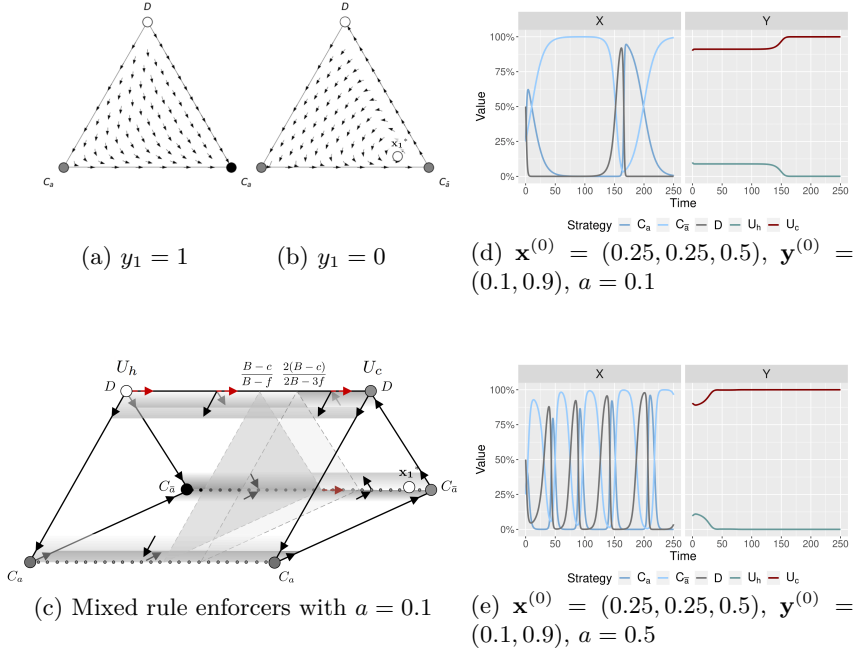 D
D
C_a
C_a
C_ā
x_1*
(a) y_1 = 1
(b) y_1 = 0
X
Y
Value
100%
75%
50%
25%
0%
0 50 100 150 200 250
0 50 100 150 200 250
Time
Strategy C_a C_ā D U_h U_c
(d) x^(0) = (0.25, 0.25, 0.5), y^(0) =
(0.1, 0.9), a = 0.1
U_h
B−c/B−f
2(B−c)/2B−3f
U_c
D
D
C_ā
x_1*
C_ā
C_a
C_a
(c) Mixed rule enforcers with a = 0.1
X
Y
Value
100%
75%
50%
25%
0%
0 50 100 150 200 250
0 50 100 150 200 250
Time
Strategy C_a C_ā D U_h U_c
(e) x^(0) = (0.25, 0.25, 0.5), y^(0) =
(0.1, 0.9), a = 0.5